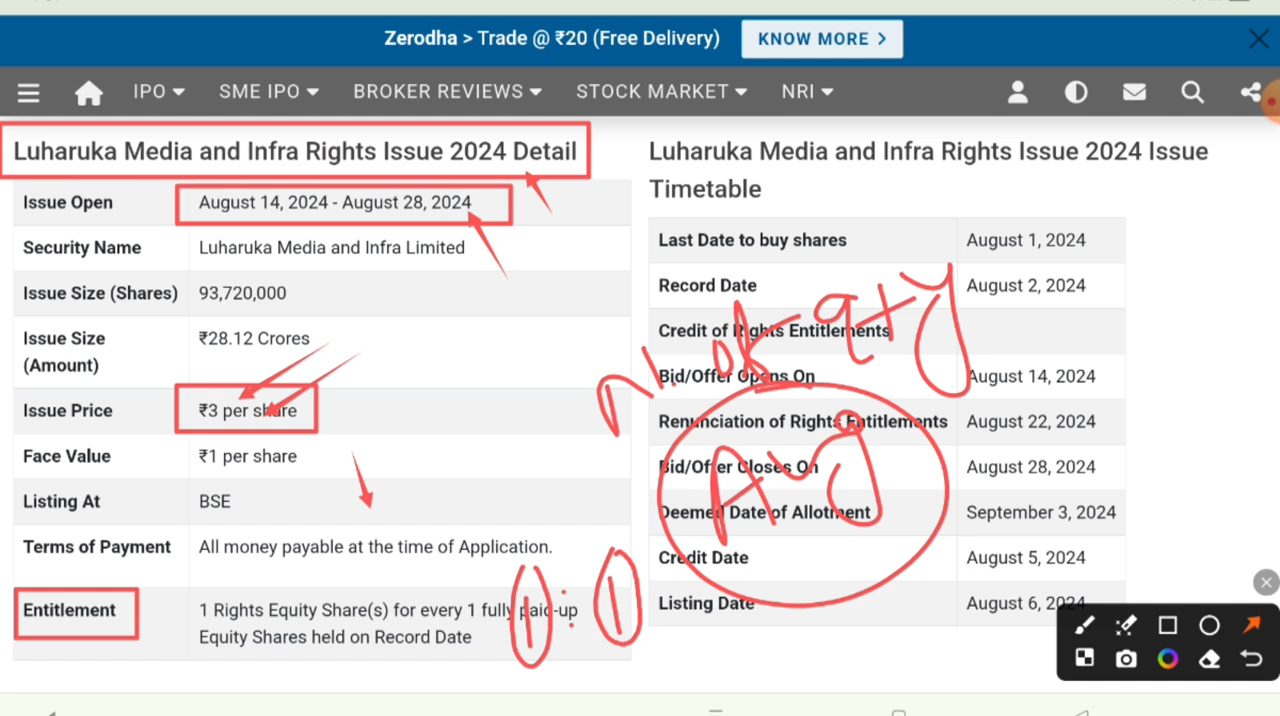 Zerodha > Trade @ ₹20 (Free Delivery) KNOW MORE >
IPO SME IPO BROKER REVIEWS STOCK MARKET NRI
Luharuka Media and Infra Rights Issue 2024 Detail
Issue Open August 14, 2024 - August 28, 2024
Security Name Luharuka Media and Infra Limited
Issue Size (Shares) 93,720,000
Issue Size ₹28.12 Crores
(Amount)
Issue Price ₹3 per share
Face Value ₹1 per share
Listing At BSE
Terms of Payment All money payable at the time of Application.
Entitlement 1 Rights Equity Share(s) for every 1 fully paid-up
Equity Shares held on Record Date
1 : 1
Luharuka Media and Infra Rights Issue 2024 Issue
Timetable
Last Date to buy shares August 1, 2024
Record Date August 2, 2024
Credit of Rights Entitlements
Bid/Offer Opens On August 14, 2024
Renunciation of Rights Entitlements August 22, 2024
Bid/Offer Closes On August 28, 2024
Deemed Date of Allotment September 3, 2024
Credit Date August 5, 2024
Listing Date August 6, 2024
of qty
Avg